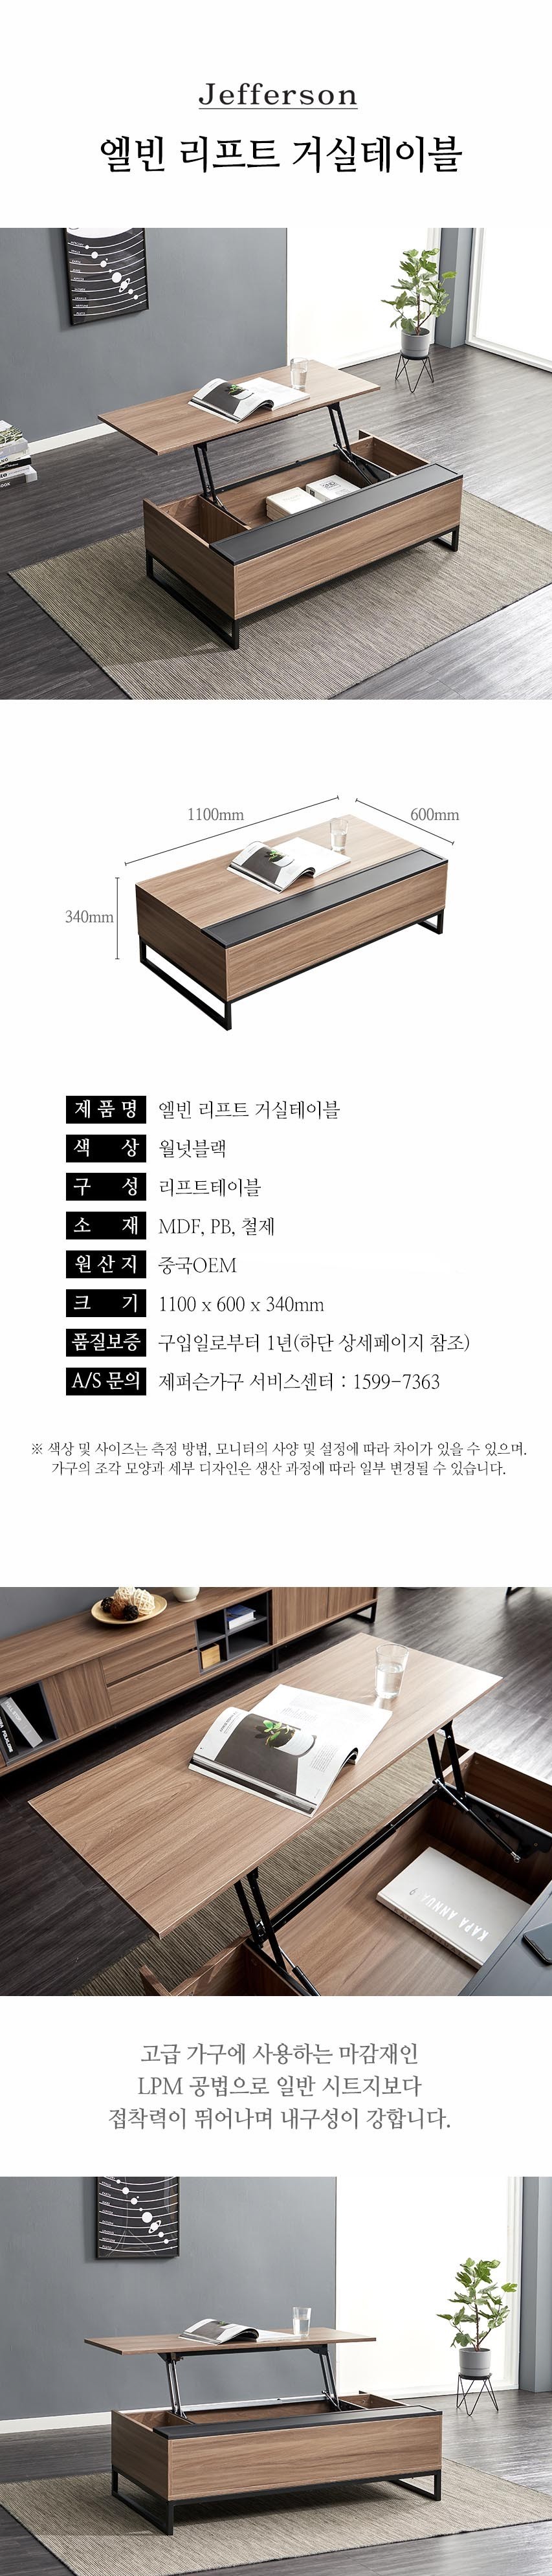 Jefferson
엘빈 리프트 거실테이블
1100mm
600mm
340mm
제품명 엘빈 리프트 거실테이블
색 상 월넛블랙
구 성 리프트테이블
소 재 MDF, PB, 철제
원산지 중국OEM
크 기 1100 x 600 x 340mm
품질보증 구입일로부터 1년(하단 상세페이지 참조)
A/S 문의 제퍼슨가구 서비스센터 : 1599-7363
※ 색상 및 사이즈는 측정 방법, 모니터의 사양 및 설정에 따라 차이가 있을 수 있으며,
가구의 조각 모양과 세부 디자인은 생산 과정에 따라 일부 변경될 수 있습니다.
KAPA ANNUA
고급 가구에 사용하는 마감재인
LPM 공법으로 일반 시트지보다
접착력이 뛰어나며 내구성이 강합니다.